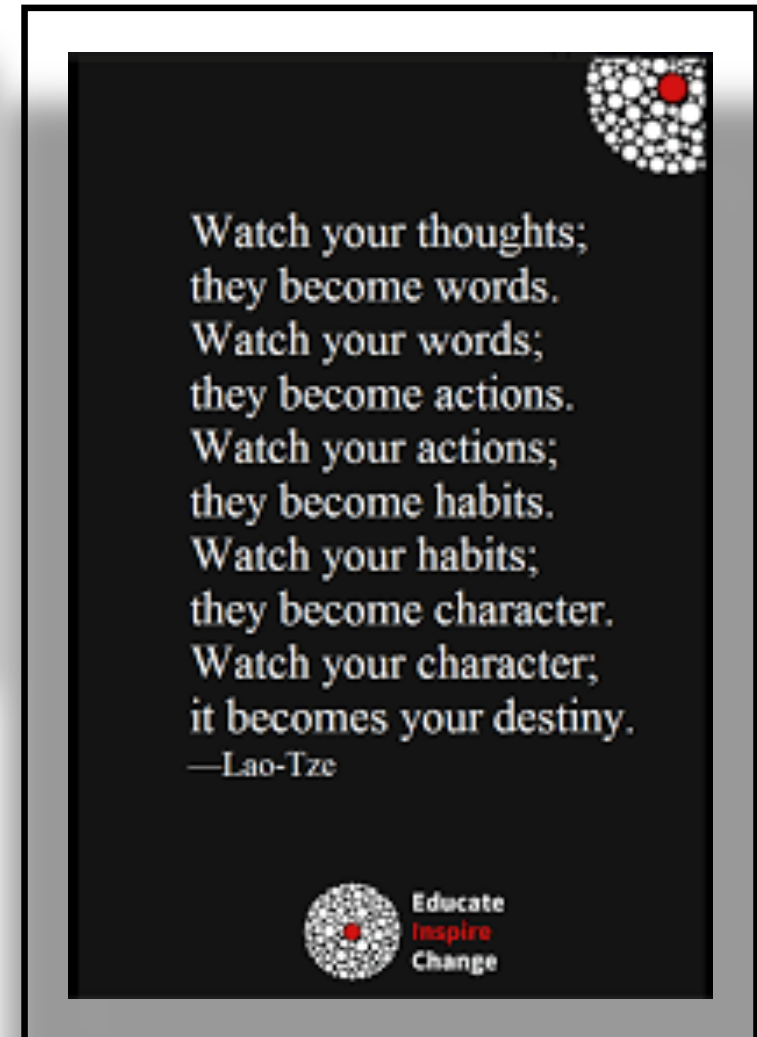 Watch your thoughts;
they become words.
Watch your words;
they become actions.
Watch your actions;
they become habits.
Watch your habits;
they become character.
Watch your character;
it becomes your destiny.
—Lao-Tze
Educate
Inspire
Change